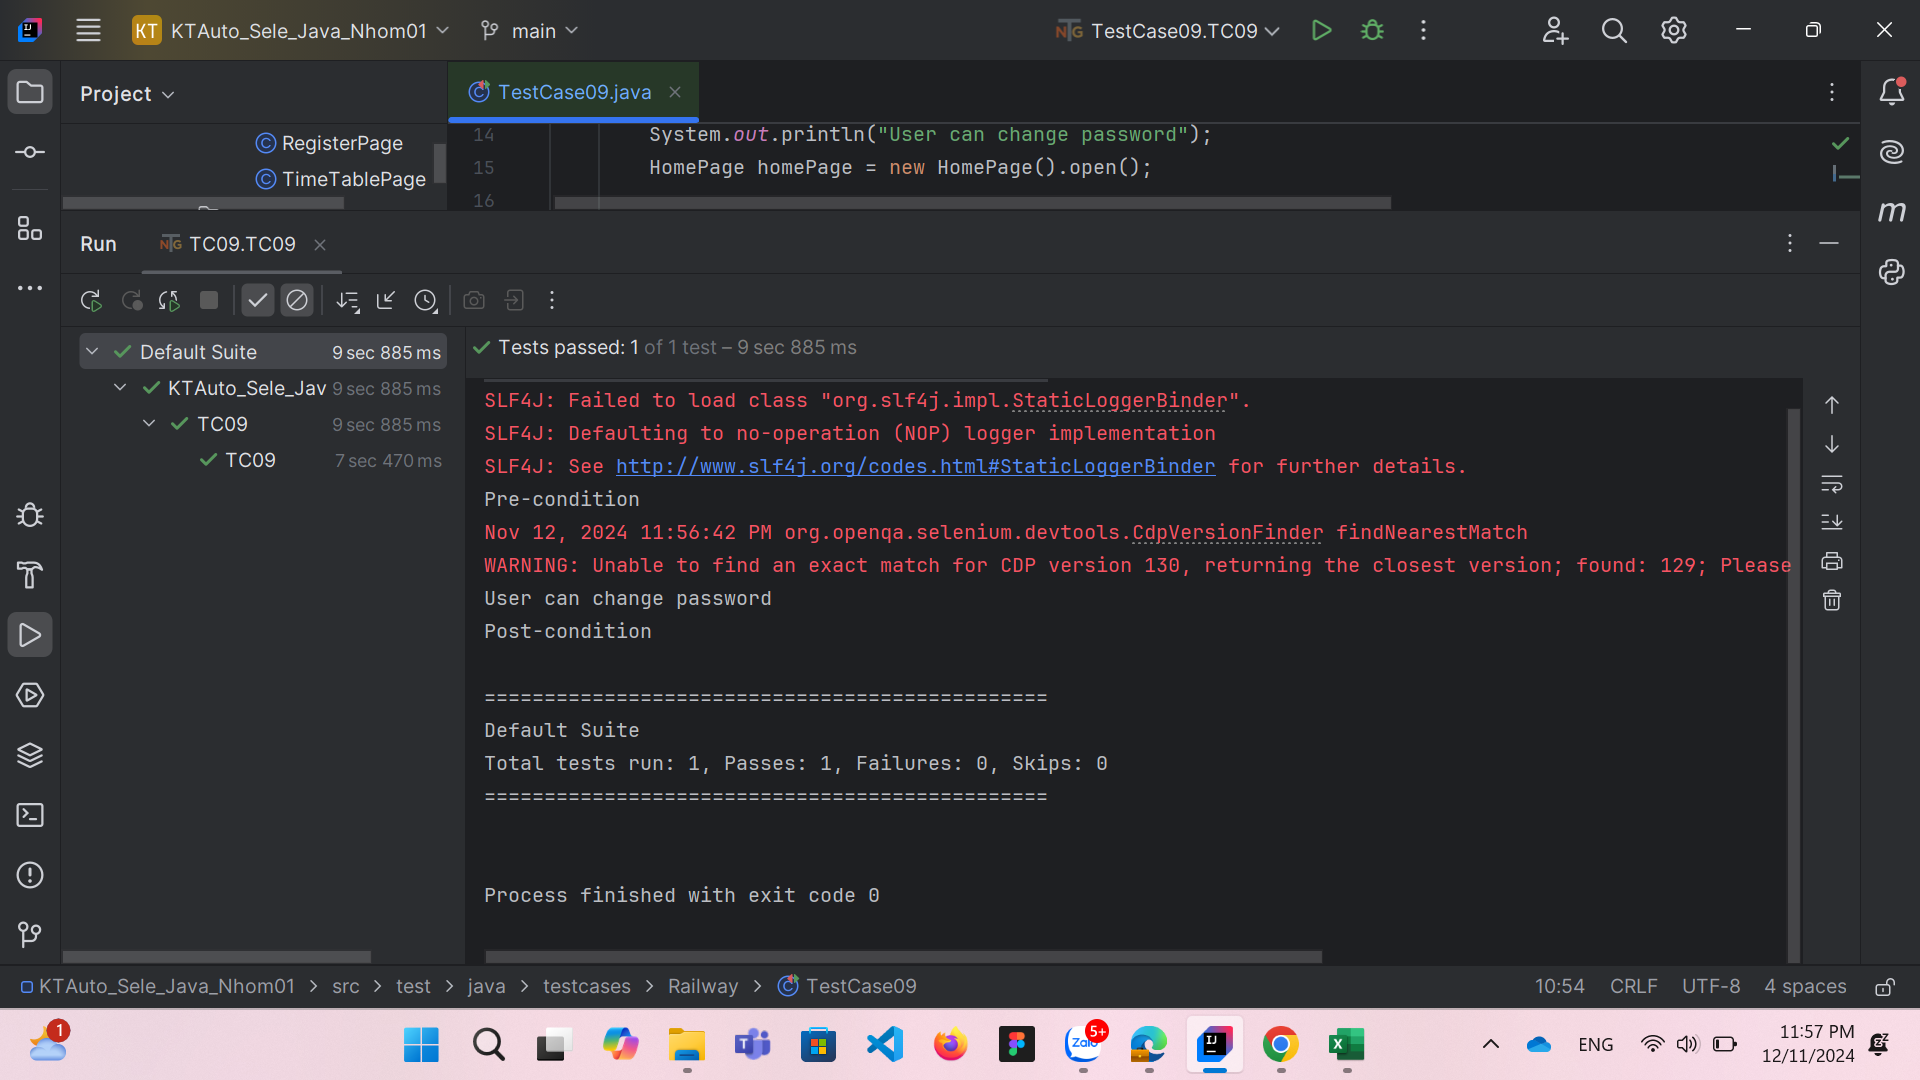 KT KTAuto_Sele_Java_Nhom01 main TestCase09.TC09
Project
TestCase09.java
RegisterPage
TimeTablePage
14 System.out.println("User can change password");
15 HomePage homePage = new HomePage().open();
16
Run TC09.TC09
Default Suite 9 sec 885 ms
KTAuto_Sele_Jav 9 sec 885 ms
TC09 9 sec 885 ms
TC09 7 sec 470 ms
Tests passed: 1 of 1 test – 9 sec 885 ms
SLF4J: Failed to load class "org.slf4j.impl.StaticLoggerBinder".
SLF4J: Defaulting to no-operation (NOP) logger implementation
SLF4J: See http://www.slf4j.org/codes.html#StaticLoggerBinder for further details.
Pre-condition
Nov 12, 2024 11:56:42 PM org.openqa.selenium.devtools.CdpVersionFinder findNearestMatch
WARNING: Unable to find an exact match for CDP version 130, returning the closest version; found: 129; Please
User can change password
Post-condition
===============================================
Default Suite
Total tests run: 1, Passes: 1, Failures: 0, Skips: 0
===============================================
Process finished with exit code 0
KTAuto_Sele_Java_Nhom01 > src > test > java > testcases > Railway > TestCase09
10:54 CRLF UTF-8 4 spaces
1
Zalo 5+
ENG
11:57 PM
12/11/2024